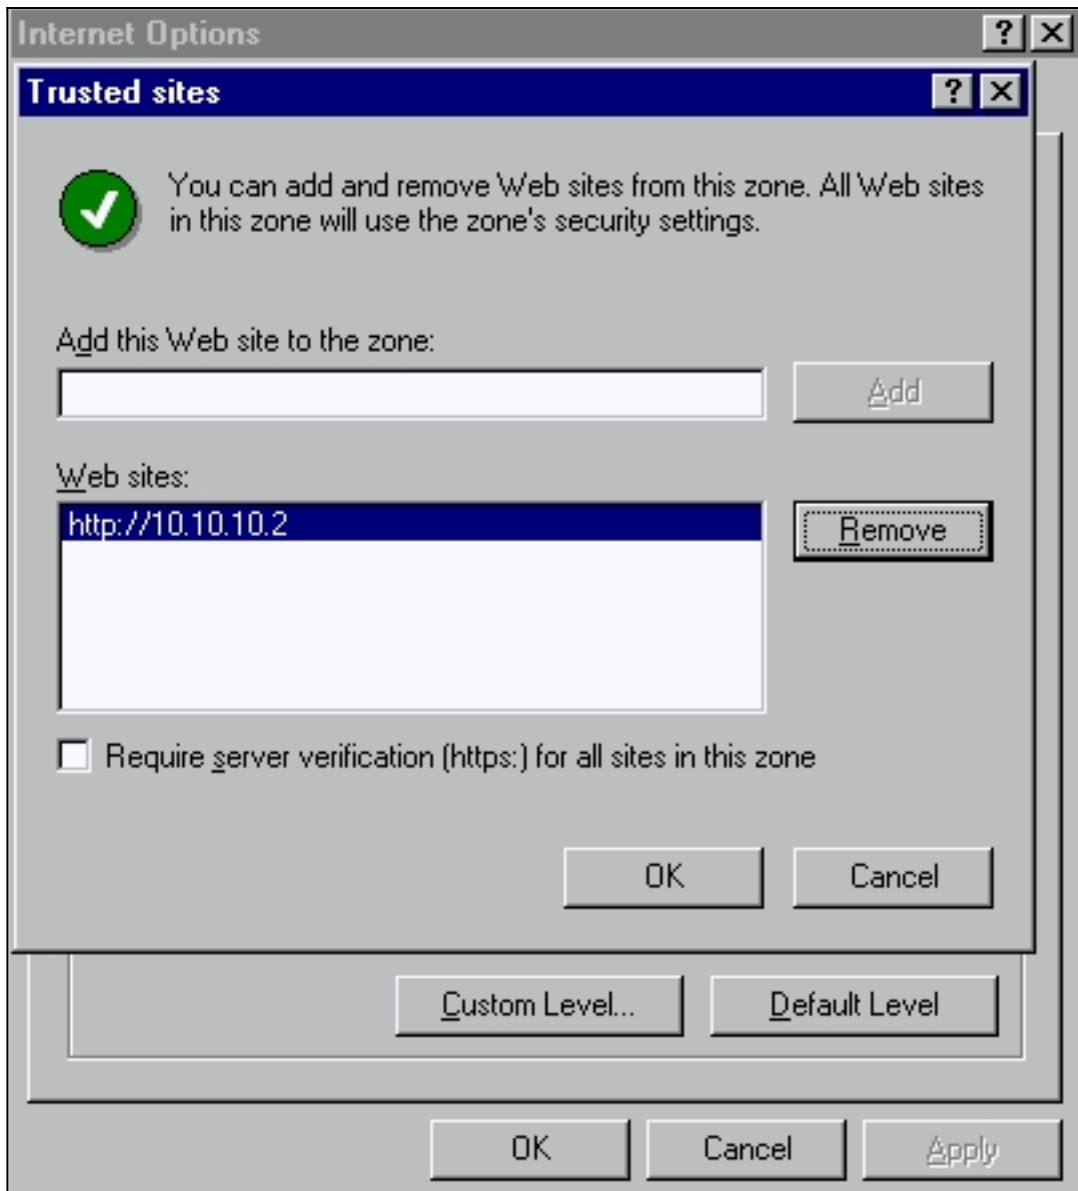 Internet Options
Trusted sites
You can add and remove Web sites from this zone. All Web sites
in this zone will use the zone's security settings.
Add this Web site to the zone:
Add
Web sites:
http://10.10.10.2
Remove
Require server verification (https:) for all sites in this zone
OK
Cancel
Custom Level...
Default Level
OK
Cancel
Apply